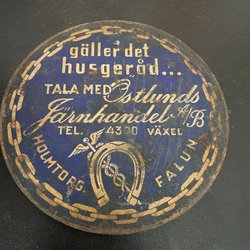 gäller det
husgeråd...
TALA MED Östlunds
Järnhandel A/B
TEL. 4300 VÄXEL
HOLMTORG FALUN